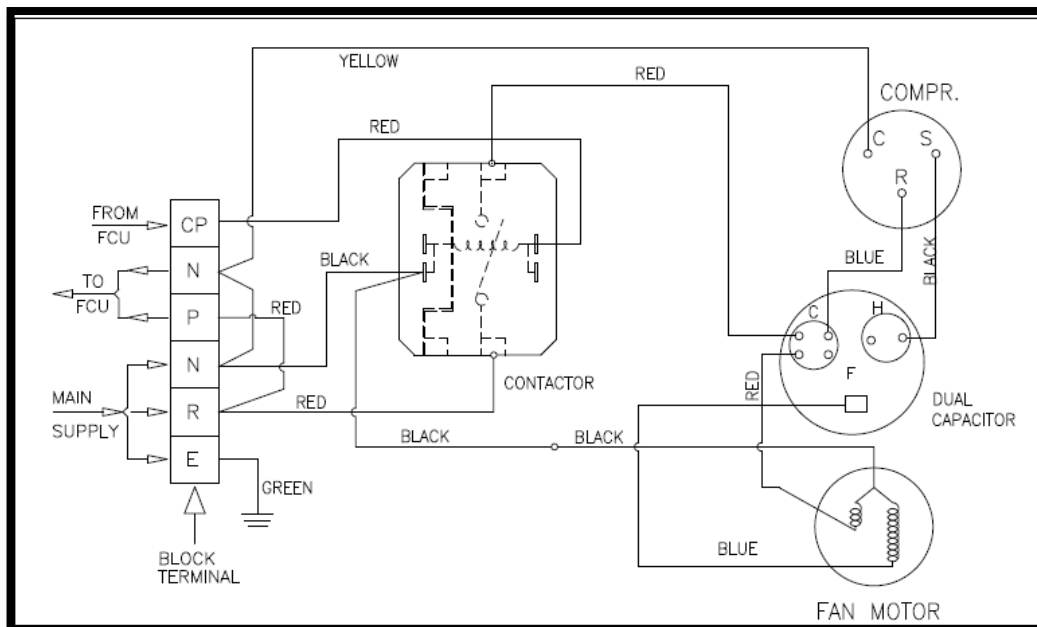 YELLOW
RED
COMPR.
RED
C S
R
FROM
FCU
CP
N
TO
FCU
P
RED
BLACK
BLUE
BLACK
N
MAIN
SUPPLY
R
RED
CONTACTOR
C H
F
RED
DUAL
CAPACITOR
E
BLACK
BLACK
GREEN
BLOCK
TERMINAL
BLUE
FAN MOTOR